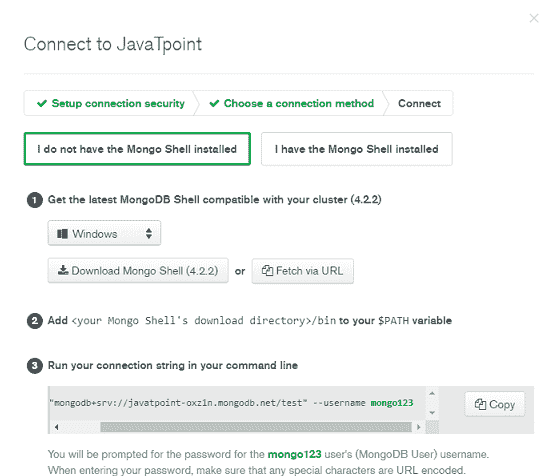 Connect to JavaTpoint
✔ Setup connection security ✔ Choose a connection method Connect
I do not have the Mongo Shell installed I have the Mongo Shell installed
1 Get the latest MongoDB Shell compatible with your cluster (4.2.2)
Windows
Download Mongo Shell (4.2.2) or Fetch via URL
2 Add <your Mongo Shell's download directory>/bin to your $PATH variable
3 Run your connection string in your command line
"mongodb+srv://javatpoint-oxz1n.mongodb.net/test" --username mongo123
Copy
You will be prompted for the password for the mongo123 user's (MongoDB User) username.
When entering your password, make sure that any special characters are URL encoded.